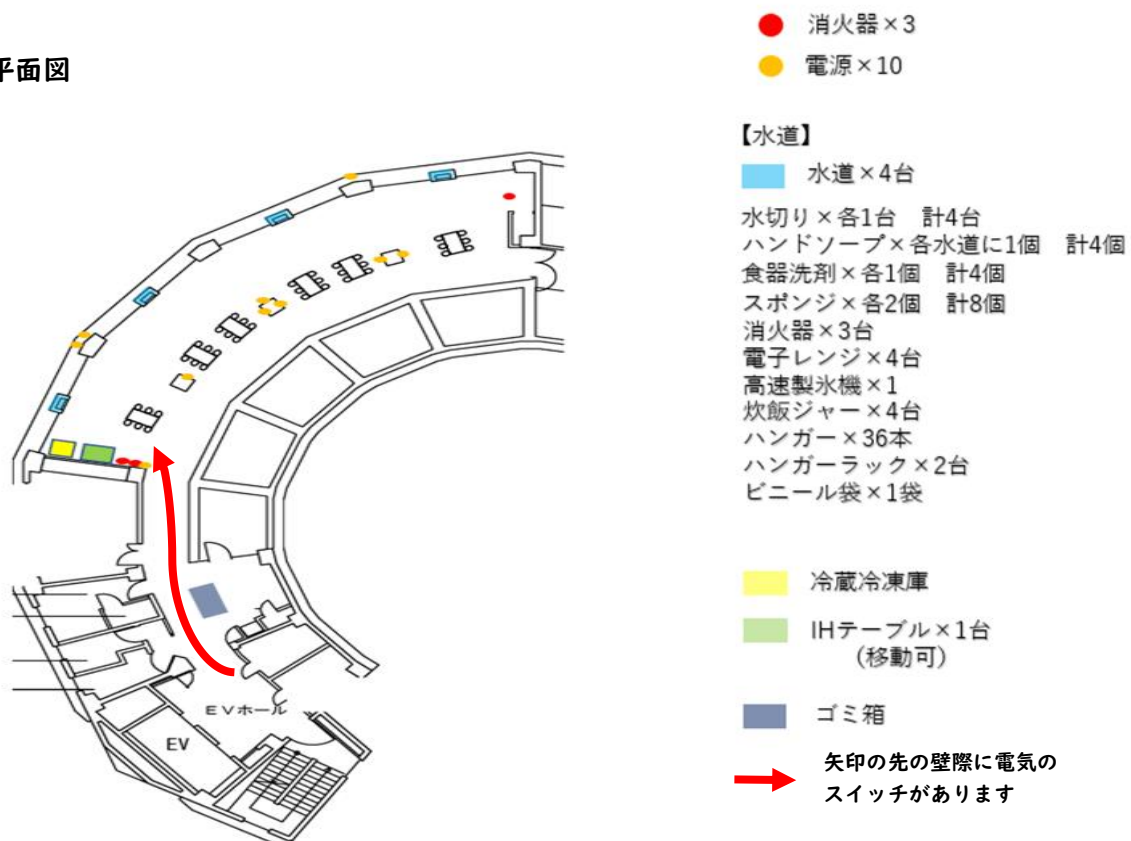 平面図
EVホール
EV
消火器×3
電源×10
【水道】
水道×4台
水切り×各1台　計4台
ハンドソープ×各水道に1個　計4個
食器洗剤×各1個　計4個
スポンジ×各2個　計8個
消火器×3台
電子レンジ×4台
高速製氷機×1
炊飯ジャー×4台
ハンガー×36本
ハンガーラック×2台
ビニール袋×1袋
冷蔵冷凍庫
IHテーブル×1台
(移動可)
ゴミ箱
矢印の先の壁際に電気の
スイッチがあります